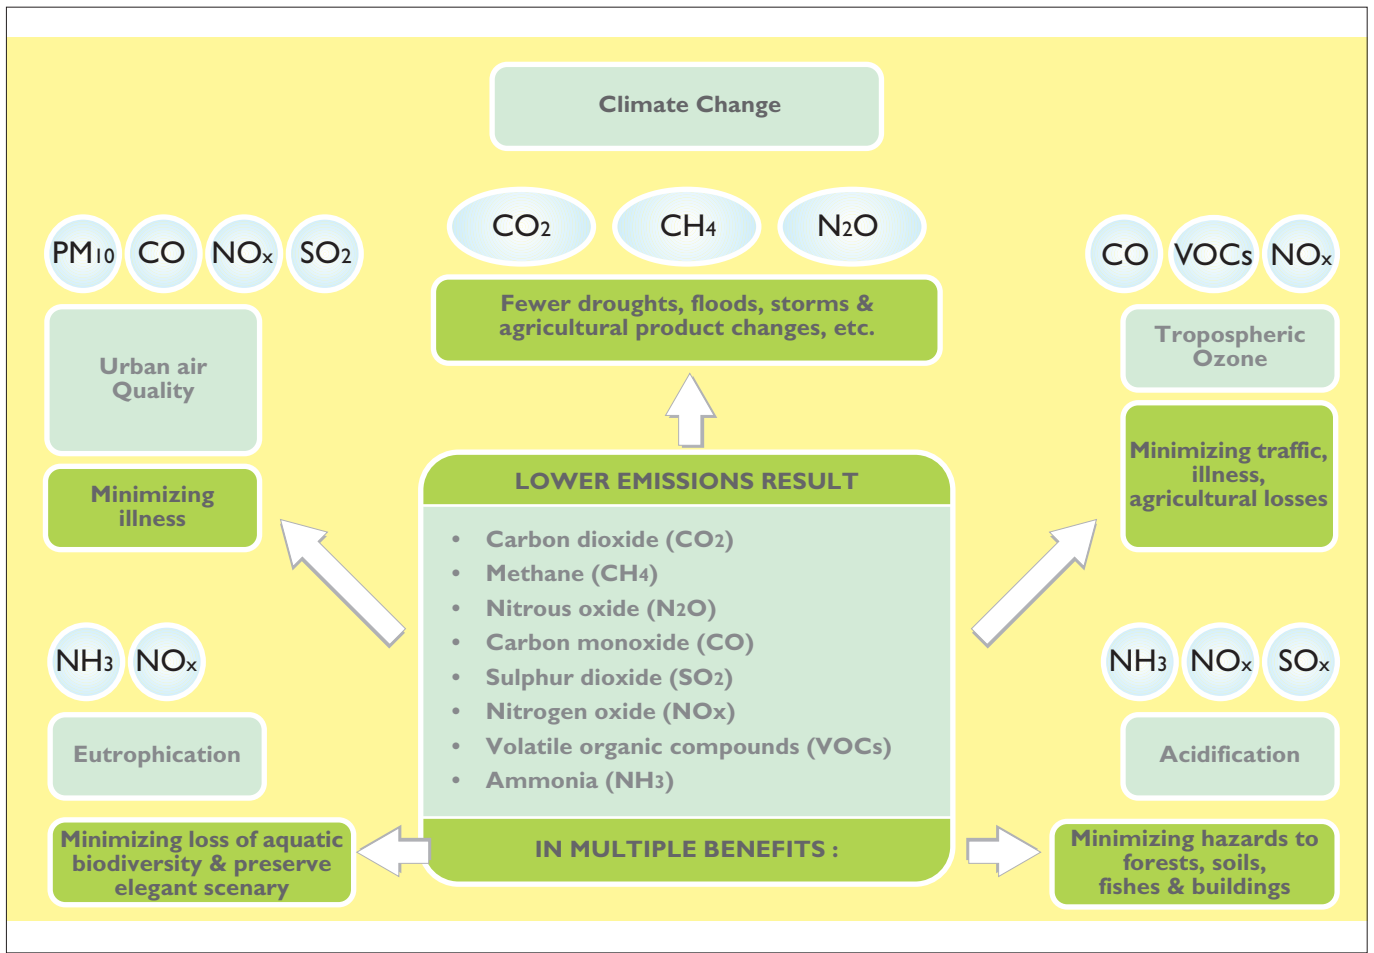 Climate Change
CO2 CH4 N2O
Fewer droughts, floods, storms &
agricultural product changes, etc.
PM10 CO NOx SO2
Urban air
Quality
Minimizing
illness
CO VOCs NOx
Tropospheric
Ozone
Minimizing traffic,
illness,
agricultural losses
LOWER EMISSIONS RESULT
• Carbon dioxide (CO2)
• Methane (CH4)
• Nitrous oxide (N2O)
• Carbon monoxide (CO)
• Sulphur dioxide (SO2)
• Nitrogen oxide (NOx)
• Volatile organic compounds (VOCs)
• Ammonia (NH3)
IN MULTIPLE BENEFITS :
NH3 NOx
Eutrophication
Minimizing loss of aquatic
biodiversity & preserve
elegant scenary
NH3 NOx SOx
Acidification
Minimizing hazards to
forests, soils,
fishes & buildings